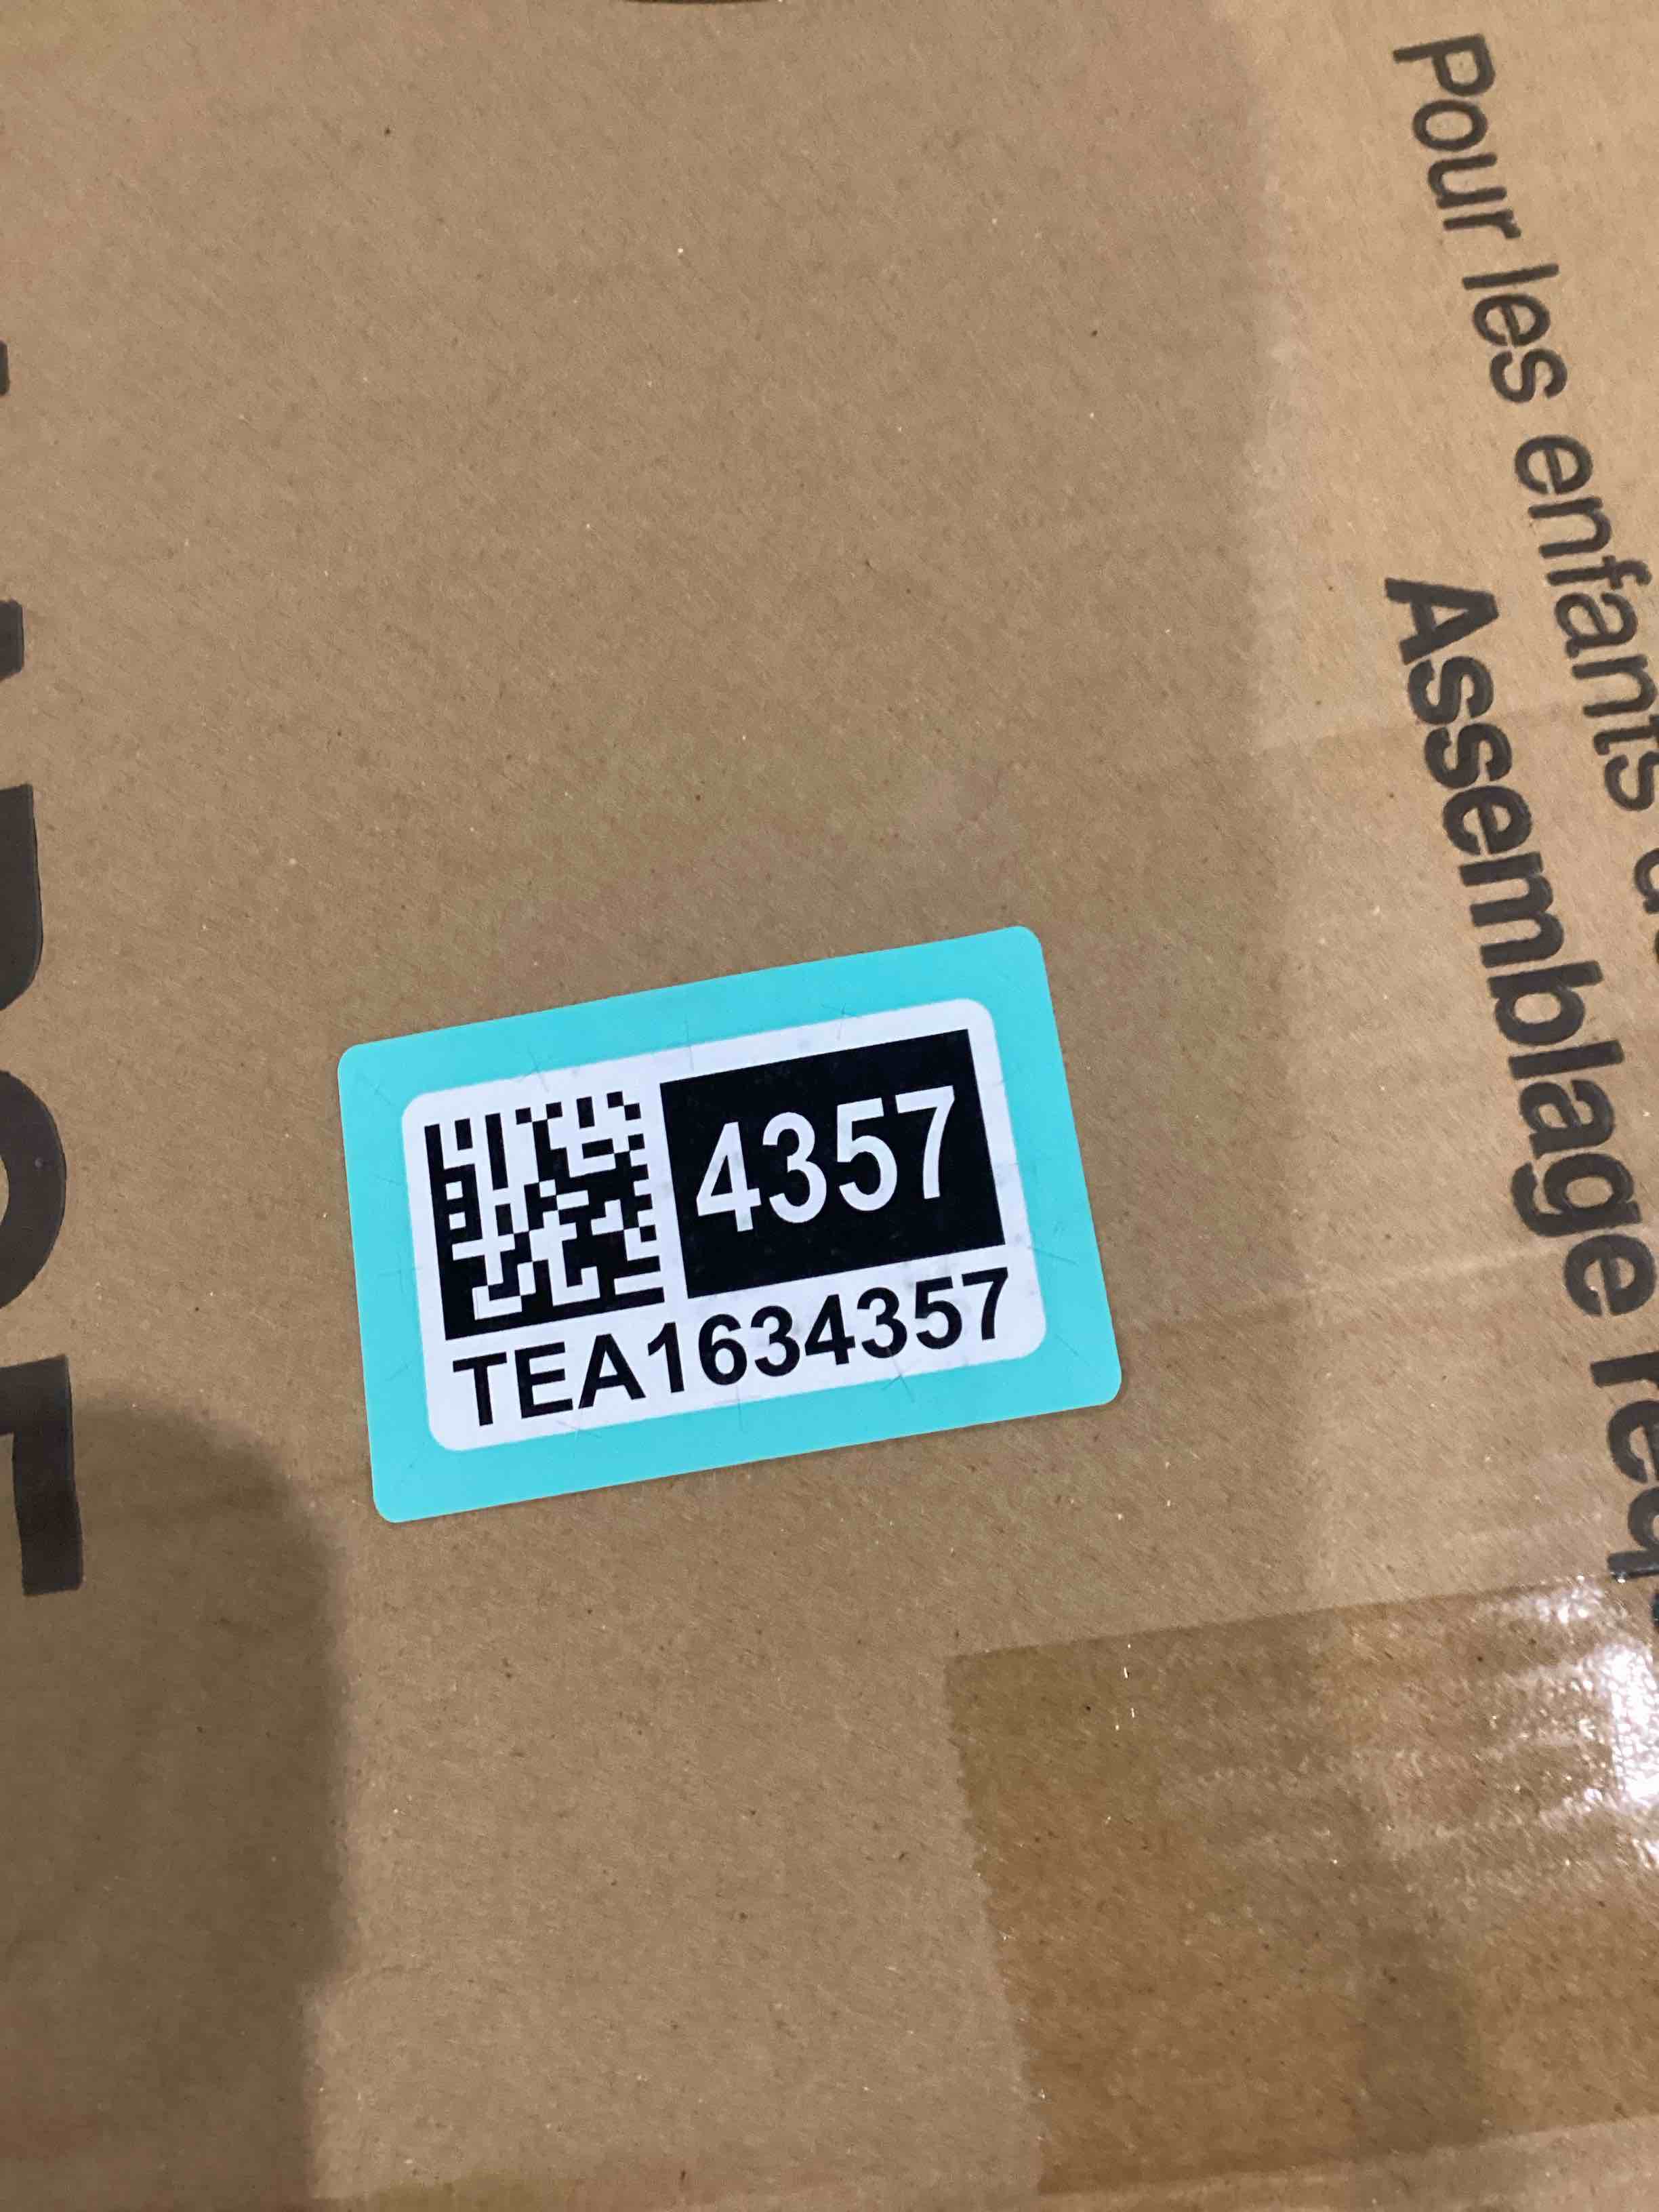 4357
TEA1634357
Pour les enfants
Assemblage